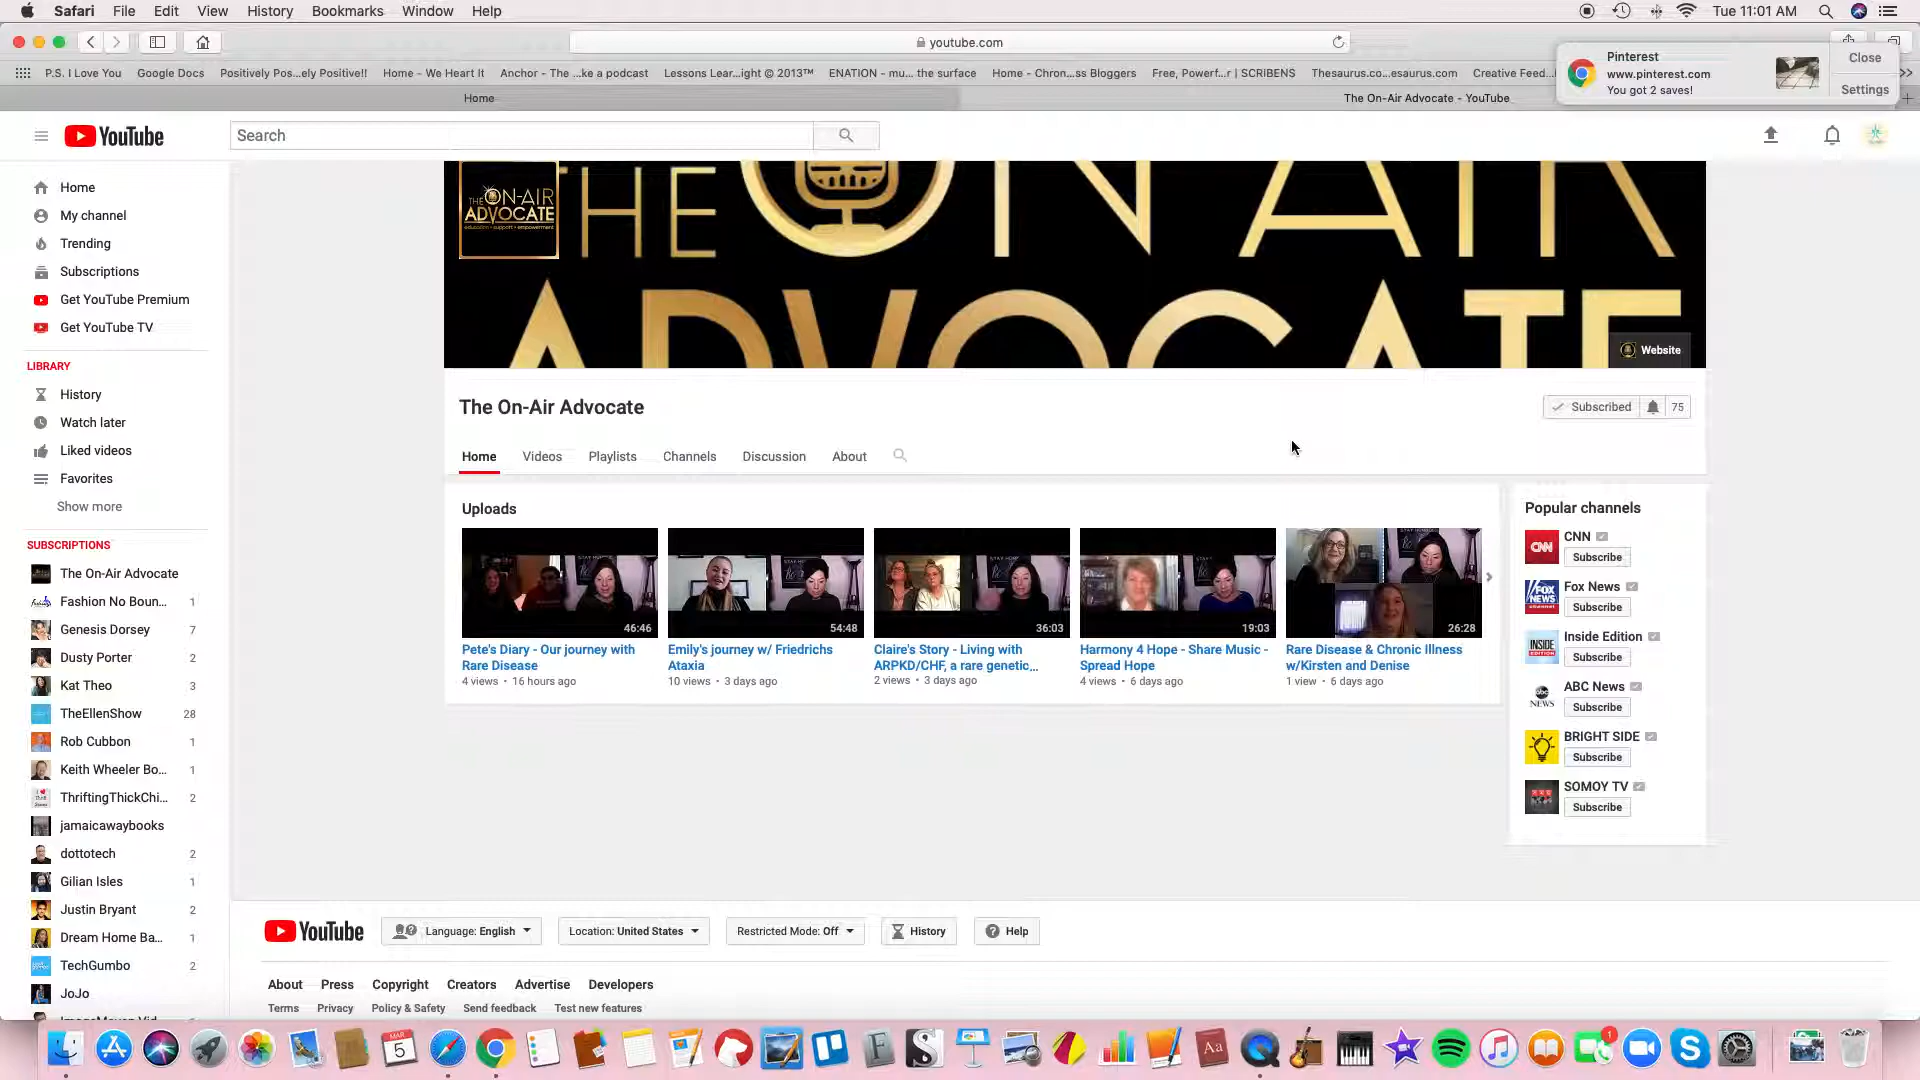 Safari File Edit View History Bookmarks Window Help Tue 11:01 AM
youtube.com
P.S. I Love You Google Docs Positively Pos...ely Positive!! Home - We Heart It Anchor - The ...ke a podcast Lessons Lear...ight © 2013™ ENATION - mu... the surface Home - Chron...ss Bloggers Free, Powerf...r | SCRIBENS Thesaurus.co...esaurus.com Creative Feed...
Pinterest
www.pinterest.com
You got 2 saves!
Close
Settings
Home The On-Air Advocate - YouTube
YouTube Search
Home
My channel
Trending
Subscriptions
Get YouTube Premium
Get YouTube TV
LIBRARY
History
Watch later
Liked videos
Favorites
Show more
SUBSCRIPTIONS
The On-Air Advocate
Fashion No Boun... 1
Genesis Dorsey 7
Dusty Porter 2
Kat Theo 3
TheEllenShow 28
Rob Cubbon 1
Keith Wheeler Bo... 1
ThriftingThickChi... 2
jamaicawaybooks
dottotech 2
Gilian Isles 1
Justin Bryant 2
Dream Home Ba... 1
TechGumbo 2
JoJo
THE ON-AIR
ADVOCATE
education • support • empowerment
THE ON AIR
ADVOCATE
Website
The On-Air Advocate
Subscribed 75
Home Videos Playlists Channels Discussion About
Uploads
46:46
Pete's Diary - Our journey with
Rare Disease
4 views • 16 hours ago
54:48
Emily's journey w/ Friedrichs
Ataxia
10 views • 3 days ago
36:03
Claire's Story - Living with
ARPKD/CHF, a rare genetic...
2 views • 3 days ago
19:03
Harmony 4 Hope - Share Music -
Spread Hope
4 views • 6 days ago
26:28
Rare Disease & Chronic Illness
w/Kirsten and Denise
1 view • 6 days ago
Popular channels
CNN
Subscribe
Fox News
Subscribe
Inside Edition
Subscribe
ABC News
Subscribe
BRIGHT SIDE
Subscribe
SOMOY TV
Subscribe
YouTube Language: English Location: United States Restricted Mode: Off History Help
About Press Copyright Creators Advertise Developers
Terms Privacy Policy & Safety Send feedback Test new features
MAR
5
Aa
1